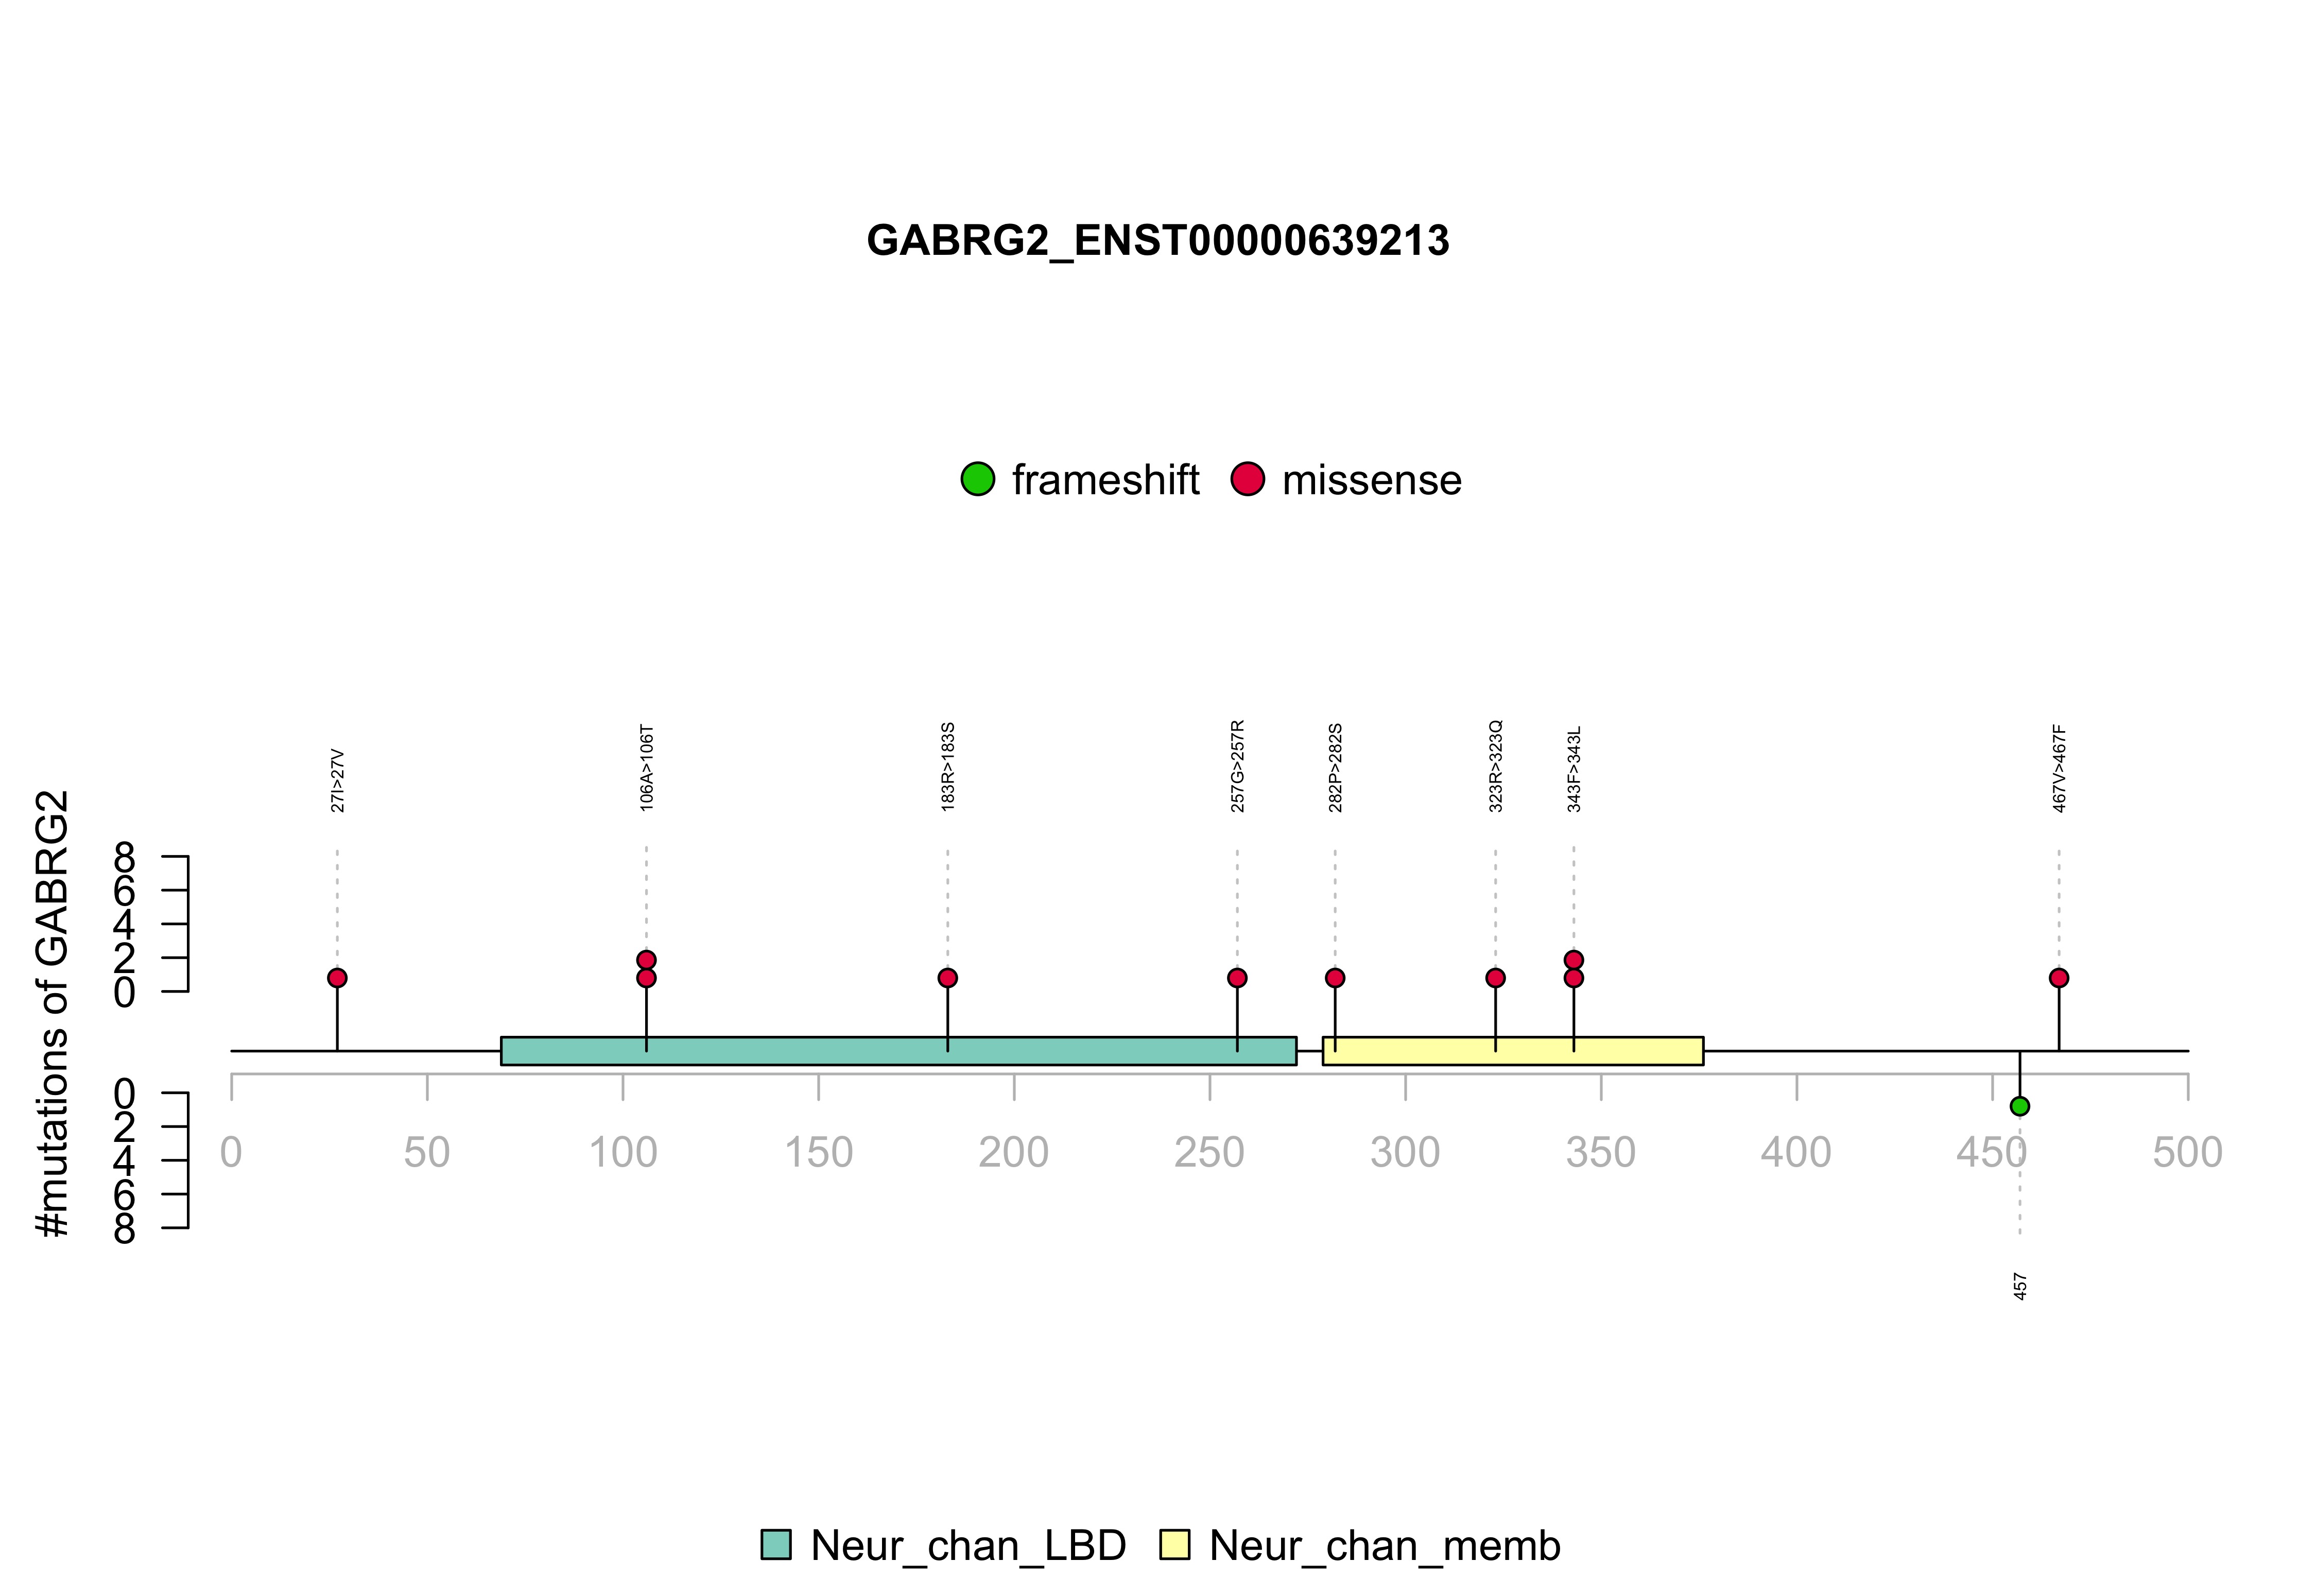 GABRG2_ENST00000639213
frameshift missense
27I>27V
106A>106T
183R>183S
257G>257R
282P>282S
323R>323Q
343F>343L
467V>467F
#mutations of GABRG2
8
6
4
2
0
0
2
4
6
8
0 50 100 150 200 250 300 350 400 450 500
457
Neur_chan_LBD Neur_chan_memb